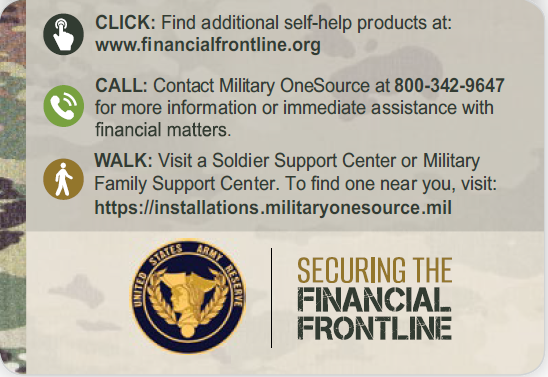 CLICK: Find additional self-help products at:
www.financialfrontline.org
CALL: Contact Military OneSource at 800-342-9647
for more information or immediate assistance with
financial matters.
WALK: Visit a Soldier Support Center or Military
Family Support Center. To find one near you, visit:
https://installations.militaryonesource.mil
UNITED STATES ARMY RESERVE
SECURING THE
FINANCIAL
FRONTLINE